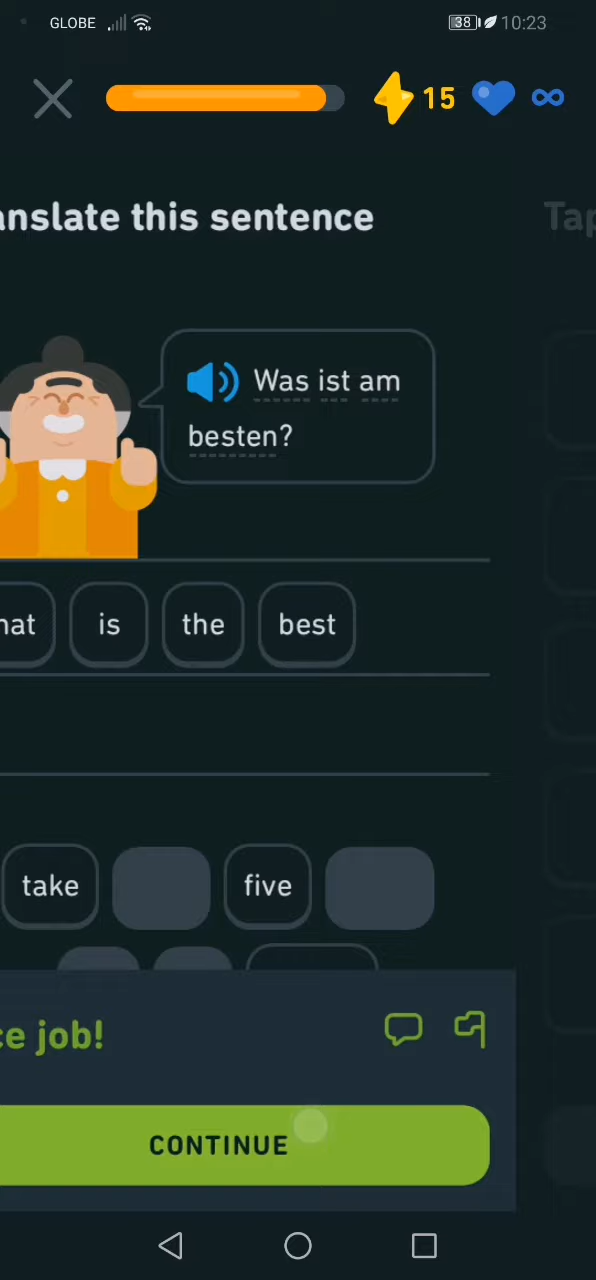 GLOBE 38 10:23
15 ∞
anslate this sentence
Tap
Was ist am
besten?
hat is the best
take five
ce job!
CONTINUE